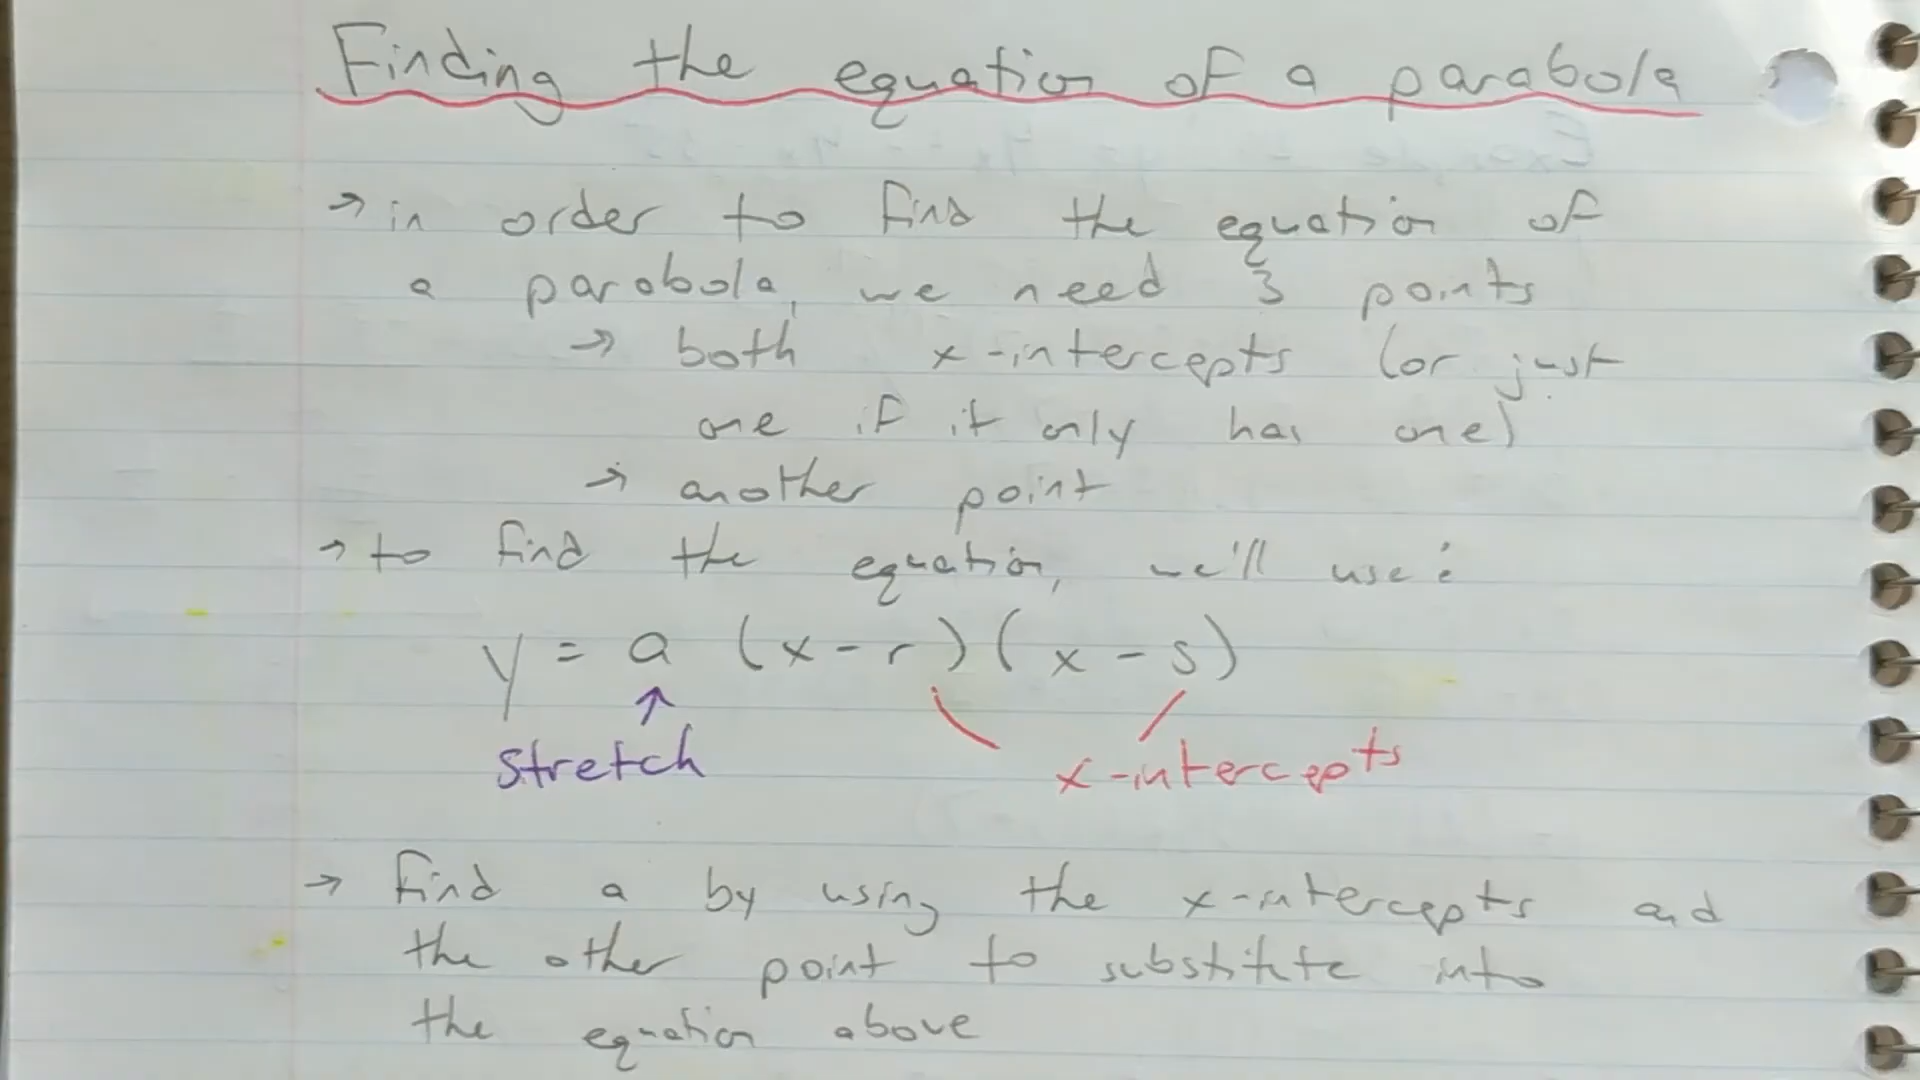 Finding the equation of a parabola
→ in order to find the equation of
a parabola, we need 3 points
→ both x-intercepts (or just
one if it only has one)
→ another point
→ to find the equation, we'll use:
y = a (x-r)(x-s)
↑
stretch
x-intercepts
→ find a by using the x-intercepts and
the other point to substitute into
the equation above